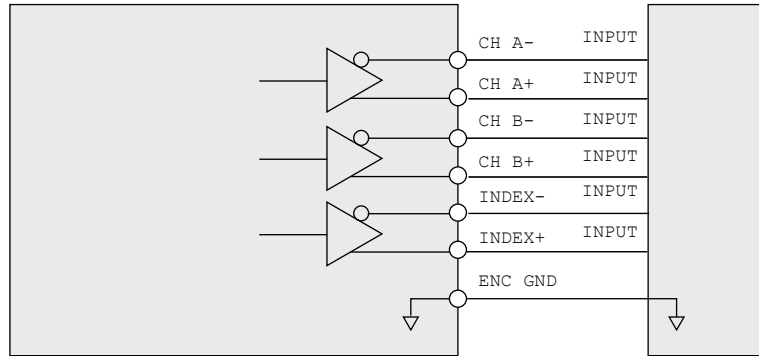 CH A- INPUT
CH A+ INPUT
CH B- INPUT
CH B+ INPUT
INDEX- INPUT
INDEX+ INPUT
ENC GND